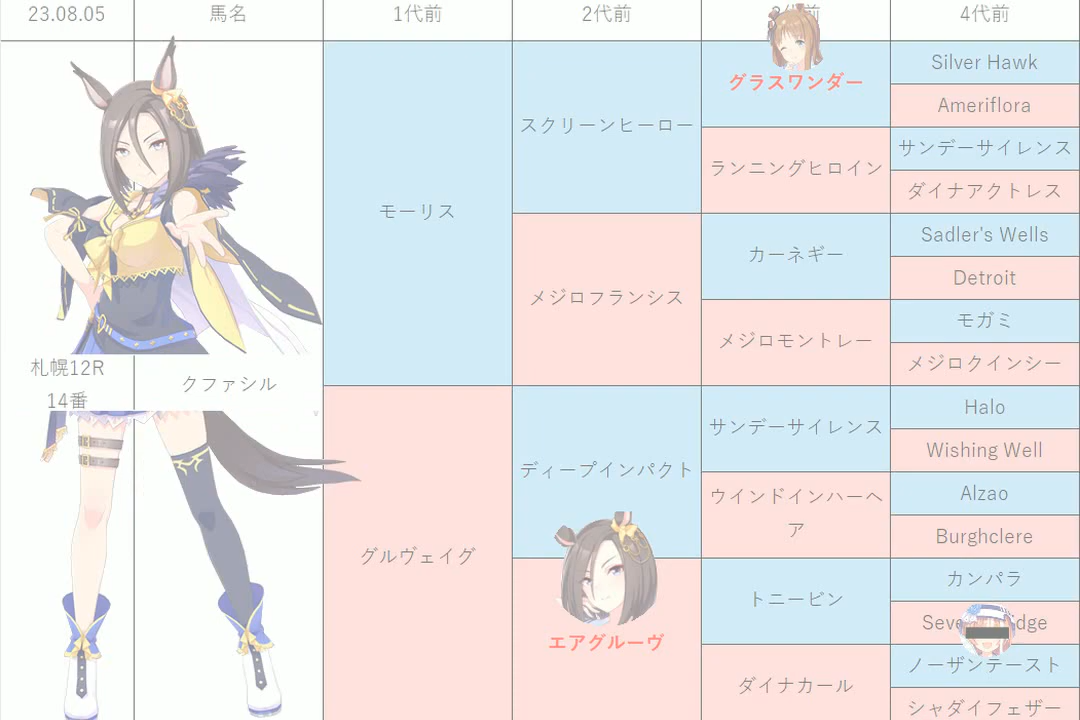 23.08.05
馬名
1代前
2代前
4代前
札幌12R
14番
クファシル
モーリス
グルヴェイグ
スクリーンヒーロー
メジロフランシス
ディープインパクト
エアグルーヴ
グラスワンダー
ランニングヒロイン
カーネギー
メジロモントレー
サンデーサイレンス
ウインドインハーヘ
ア
トニービン
ダイナカール
Silver Hawk
Ameriflora
サンデーサイレンス
ダイナアクトレス
Sadler's Wells
Detroit
モガミ
メジロクインシー
Halo
Wishing Well
Alzao
Burghclere
カンパラ
ノーザンテースト
シャダイフェザー